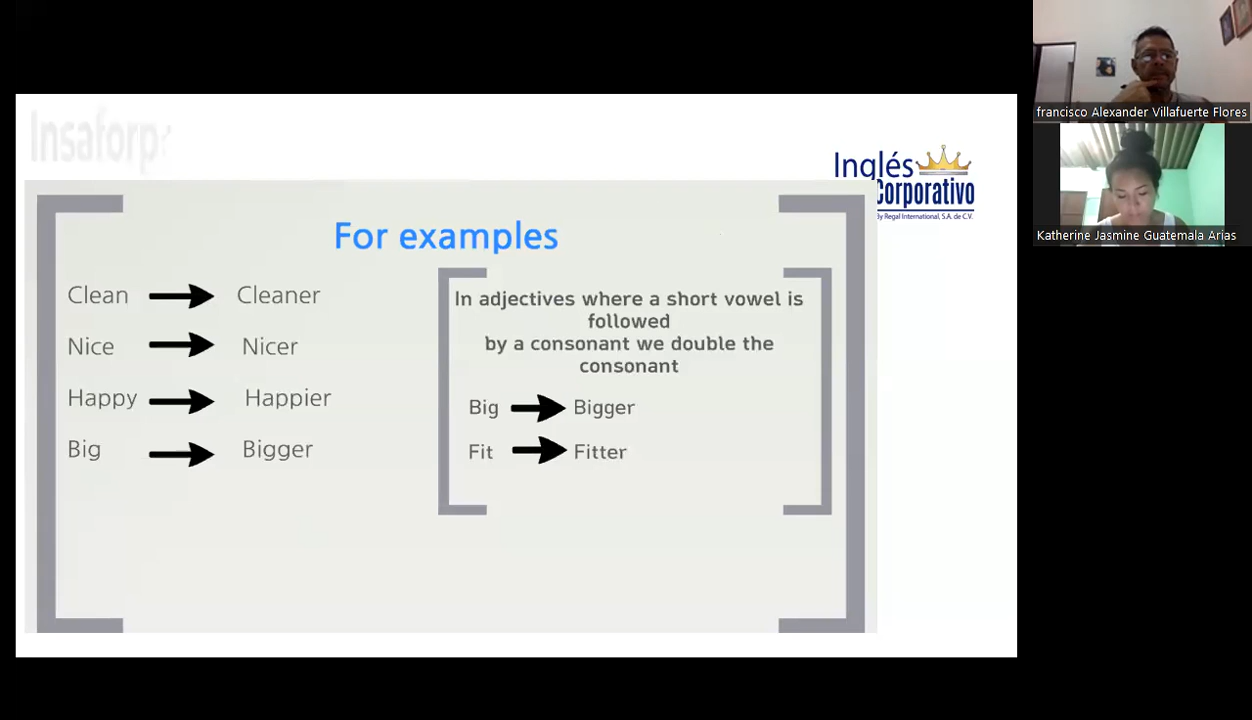 Insaforp
Inglés
Corporativo
By Regal International, S.A. de C.V.
For examples
Clean Cleaner
Nice Nicer
Happy Happier
Big Bigger
In adjectives where a short vowel is
followed
by a consonant we double the
consonant
Big Bigger
Fit Fitter
francisco Alexander Villafuerte Flores
Katherine Jasmine Guatemala Arias